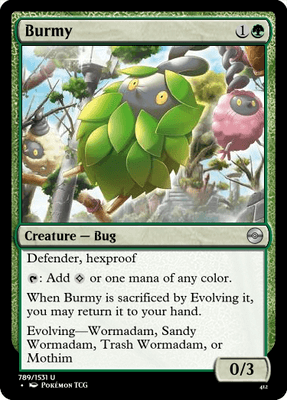 Burmy 1
Creature — Bug
Defender, hexproof
: Add or one mana of any color.
When Burmy is sacrificed by Evolving it,
you may return it to your hand.
Evolving—Wormadam, Sandy
Wormadam, Trash Wormadam, or
Mothim
0/3
789/1531 U
• Pokémon TCG